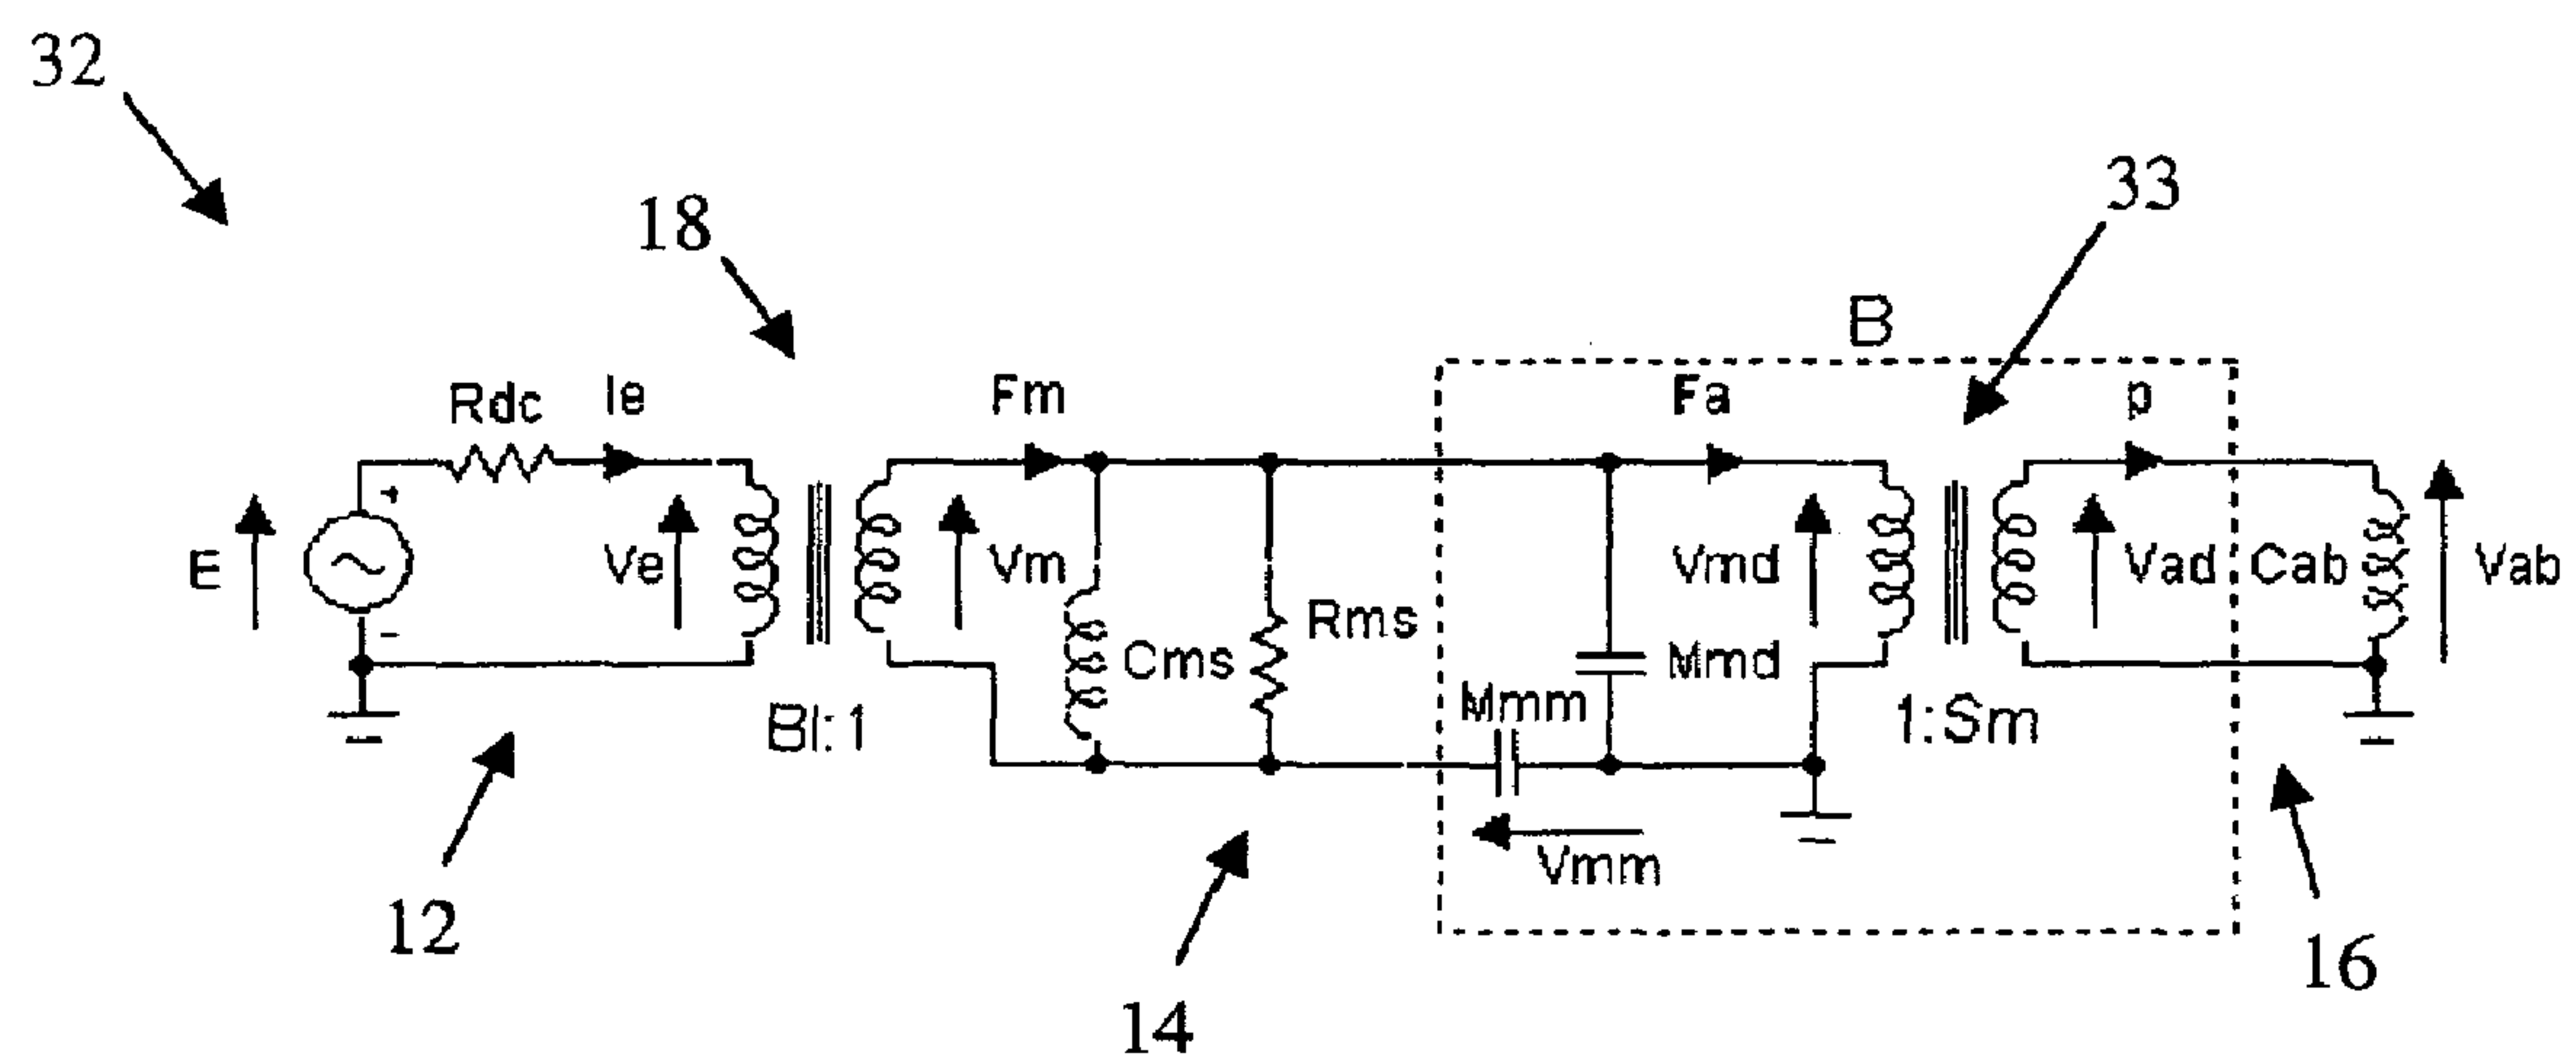 32
18
33
B
Rdc
Ie
Fm
Fa
p
+
E
Ve
Vm
Vmd
Vad
Cab
Vab
Rms
−
Cms
Mmd
Mmm
Bl:1
1:Sm
Vmm
12
14
16